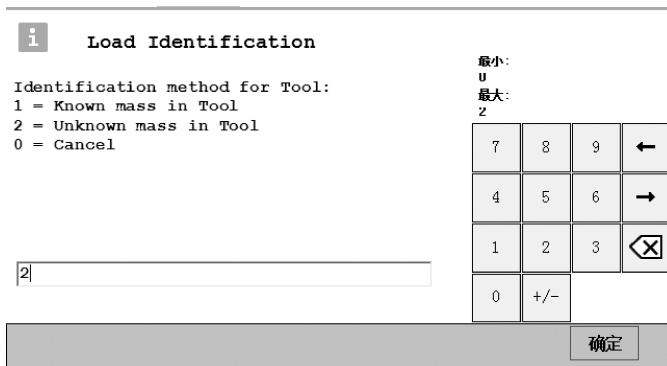 i
Load Identification
Identification method for Tool:
1 = Known mass in Tool
2 = Unknown mass in Tool
0 = Cancel
2
最小:
0
最大:
2
7 8 9 ←
4 5 6 →
1 2 3
0 +/-
确定